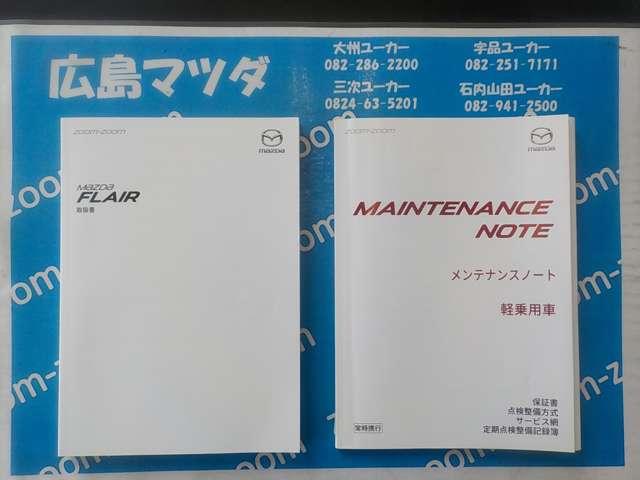 広島マツダ
大州ユーカー
082-286-2200
宇品ユーカー
082-251-7171
三次ユーカー
0824-63-5201
石内山田ユーカー
082-941-2500
zoom-zoom
mazda
mazda
FLAIR
取扱書
zoom-zoom
mazda
MAINTENANCE
NOTE
メンテナンスノート
軽乗用車
保証書
点検整備方式
サービス網
定期点検整備記録簿
定時携行